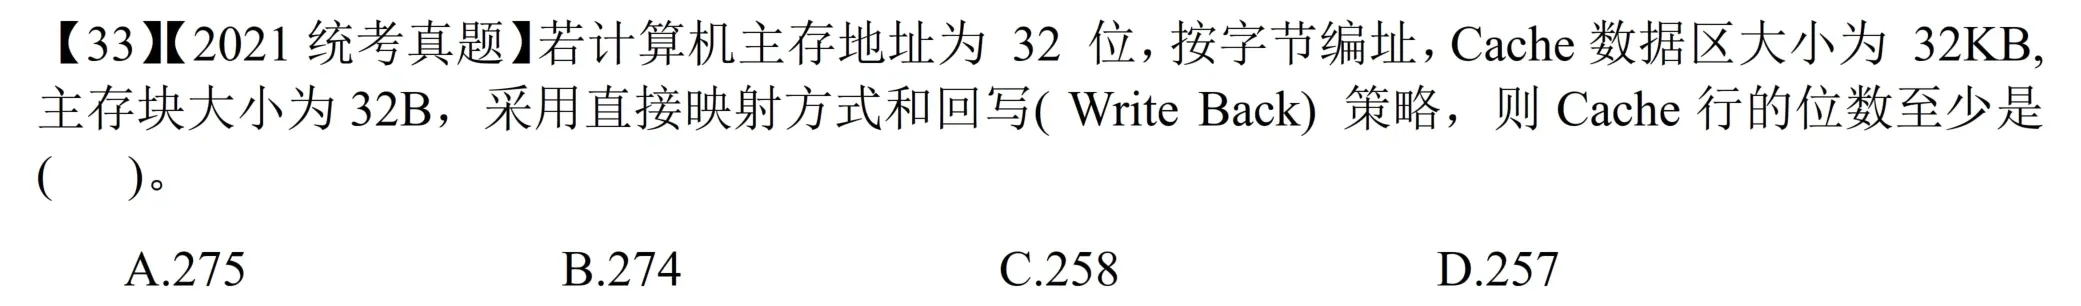 【33】【2021 统考真题】若计算机主存地址为 32 位，按字节编址，Cache 数据区大小为 32KB,
主存块大小为 32B，采用直接映射方式和回写( Write Back) 策略，则 Cache 行的位数至少是
( )。
A.275 B.274 C.258 D.257